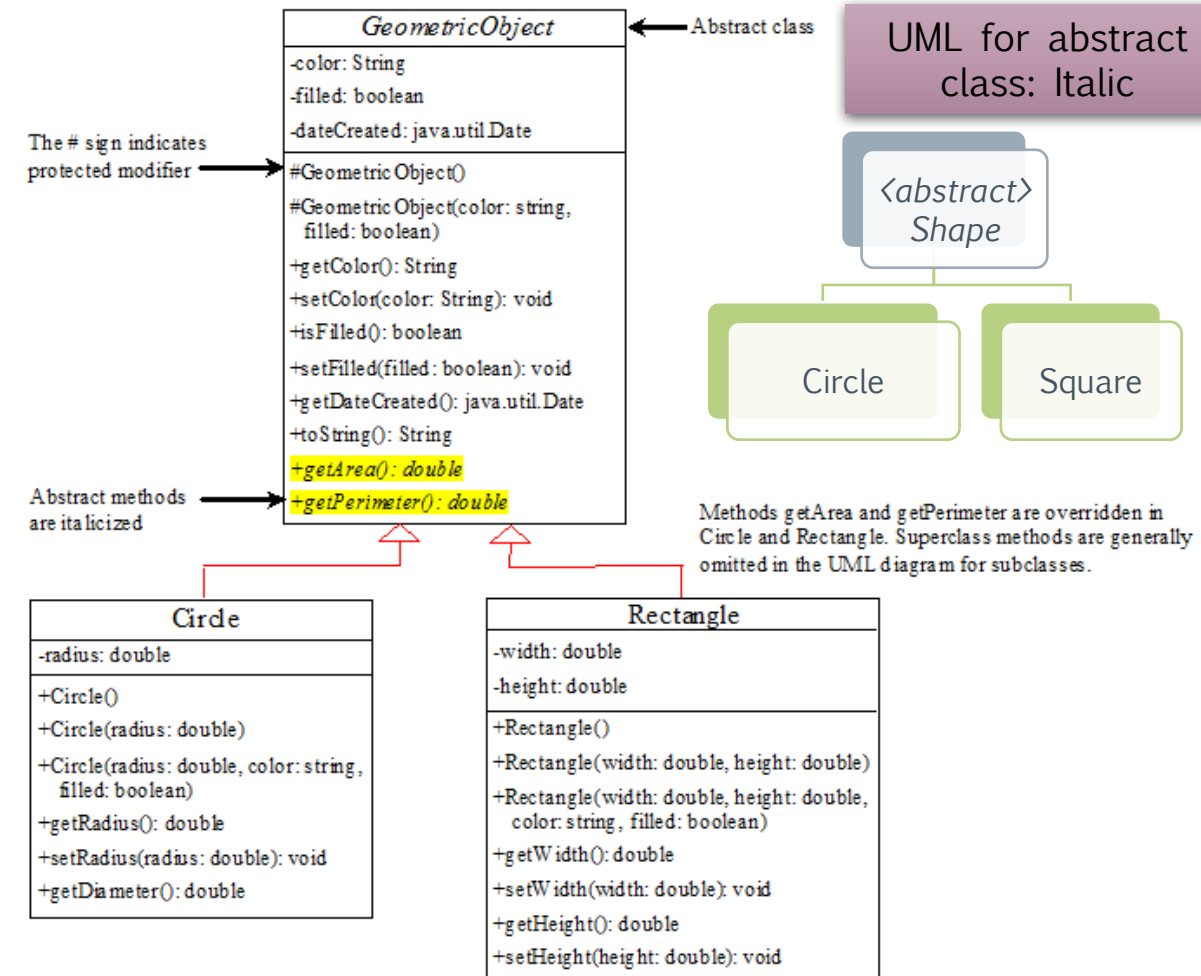 GeometricObject
Abstract class
-color: String
-filled: boolean
-dateCreated: java.util.Date
The # sign indicates
protected modifier
#GeometricObject()
#GeometricObject(color: string,
filled: boolean)
+getColor(): String
+setColor(color: String): void
+isFilled(): boolean
+setFilled(filled: boolean): void
+getDateCreated(): java.util.Date
+toString(): String
+getArea(): double
+getPerimeter(): double
Abstract methods
are italicized
UML for abstract
class: Italic
<abstract>
Shape
Circle
Square
Methods getArea and getPerimeter are overridden in
Circle and Rectangle. Superclass methods are generally
omitted in the UML diagram for subclasses.
Circle
-radius: double
+Circle()
+Circle(radius: double)
+Circle(radius: double, color: string,
filled: boolean)
+getRadius(): double
+setRadius(radius: double): void
+getDiameter(): double
Rectangle
-width: double
-height: double
+Rectangle()
+Rectangle(width: double, height: double)
+Rectangle(width: double, height: double,
color: string, filled: boolean)
+getWidth(): double
+setWidth(width: double): void
+getHeight(): double
+setHeight(height: double): void